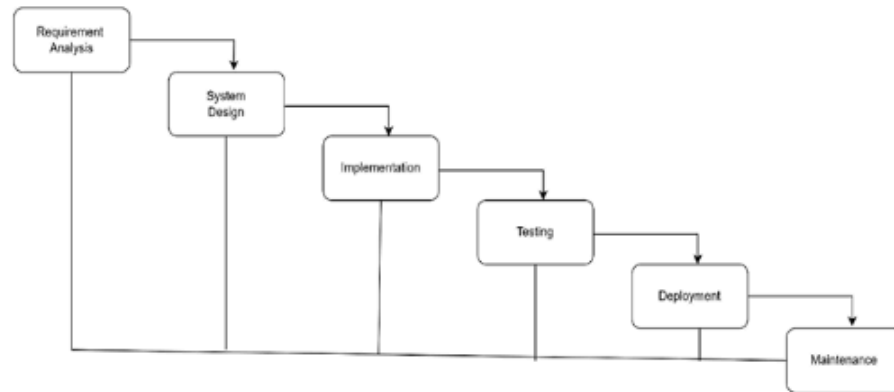 Requirement
Analysis
System
Design
Implementation
Testing
Deployment
Maintenance